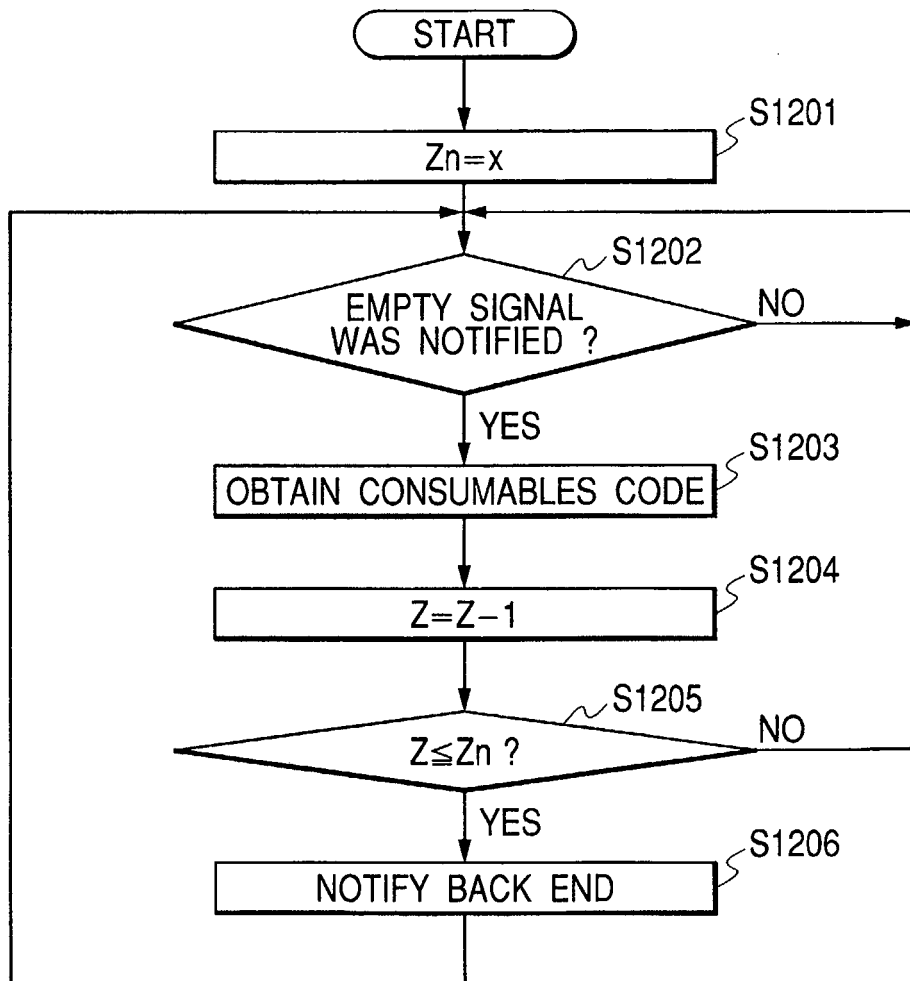 START
S1201
Zn=x
S1202
EMPTY SIGNAL
WAS NOTIFIED ?
NO
YES
S1203
OBTAIN CONSUMABLES CODE
S1204
Z=Z−1
S1205
Z≦Zn ?
NO
YES
S1206
NOTIFY BACK END